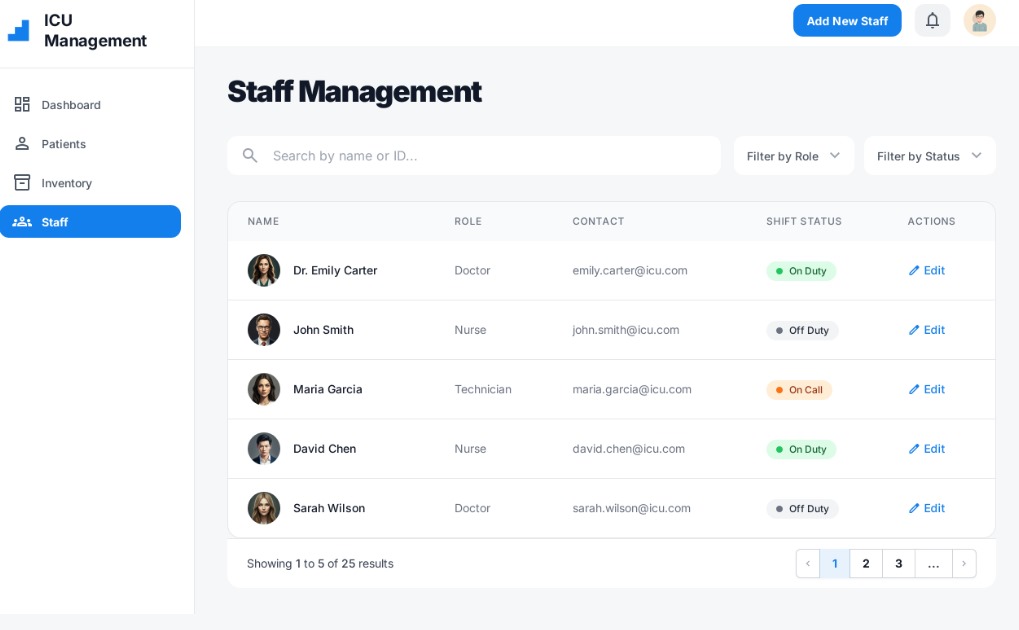 ICU
Management
Add New Staff
Dashboard
Patients
Inventory
Staff
Staff Management
Search by name or ID...
Filter by Role
Filter by Status
NAME ROLE CONTACT SHIFT STATUS ACTIONS
Dr. Emily Carter Doctor emily.carter@icu.com On Duty Edit
John Smith Nurse john.smith@icu.com Off Duty Edit
Maria Garcia Technician maria.garcia@icu.com On Call Edit
David Chen Nurse david.chen@icu.com On Duty Edit
Sarah Wilson Doctor sarah.wilson@icu.com Off Duty Edit
Showing 1 to 5 of 25 results ‹ 1 2 3 ... ›